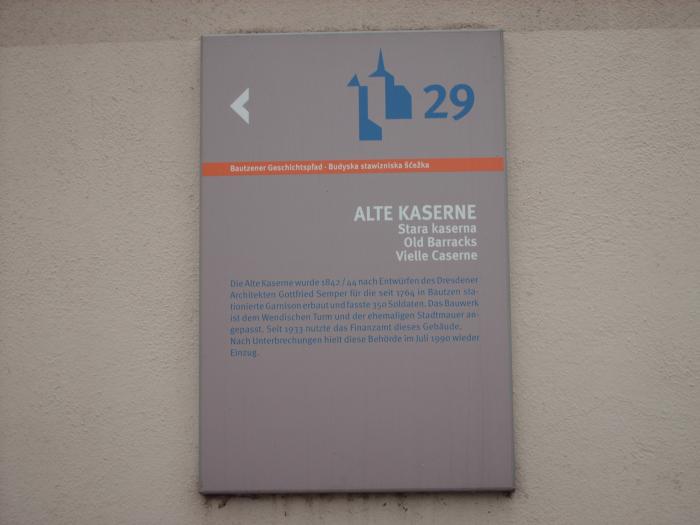 29
Bautzener Geschichtspfad · Budyska stawizniska šćežka
ALTE KASERNE
Stara kaserna
Old Barracks
Vielle Caserne
Die Alte Kaserne wurde 1842 / 44 nach Entwürfen des Dresdener
Architekten Gottfried Semper für die seit 1764 in Bautzen sta-
tionierte Garnison erbaut und fasste 350 Soldaten. Das Bauwerk
ist dem Wendischen Turm und der ehemaligen Stadtmauer an-
gepasst. Seit 1933 nutzte das Finanzamt dieses Gebäude.
Nach Unterbrechungen hielt diese Behörde im Juli 1990 wieder
Einzug.